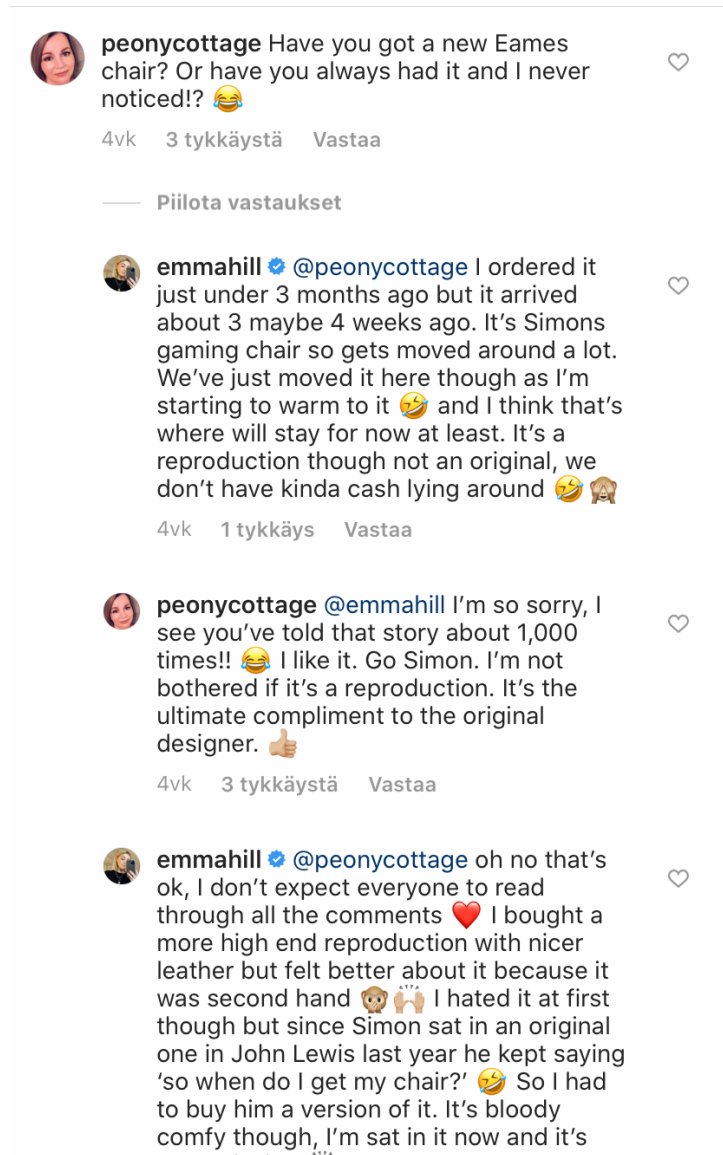 peonycottage Have you got a new Eames
chair? Or have you always had it and I never
noticed!? 😂
4vk 3 tykkäystä Vastaa
Piilota vastaukset
emmahill @peonycottage I ordered it
just under 3 months ago but it arrived
about 3 maybe 4 weeks ago. It’s Simons
gaming chair so gets moved around a lot.
We’ve just moved it here though as I’m
starting to warm to it 🤣 and I think that’s
where will stay for now at least. It’s a
reproduction though not an original, we
don’t have kinda cash lying around 🤣🙈
4vk 1 tykkäys Vastaa
peonycottage @emmahill I’m so sorry, I
see you’ve told that story about 1,000
times!! 😂 I like it. Go Simon. I’m not
bothered if it’s a reproduction. It’s the
ultimate compliment to the original
designer. 👍🏼
4vk 3 tykkäystä Vastaa
emmahill @peonycottage oh no that’s
ok, I don’t expect everyone to read
through all the comments ❤️ I bought a
more high end reproduction with nicer
leather but felt better about it because it
was second hand 🙊🙌🏼 I hated it at first
though but since Simon sat in an original
one in John Lewis last year he kept saying
‘so when do I get my chair?’ 🤣 So I had
to buy him a version of it. It’s bloody
comfy though, I’m sat in it now and it’s